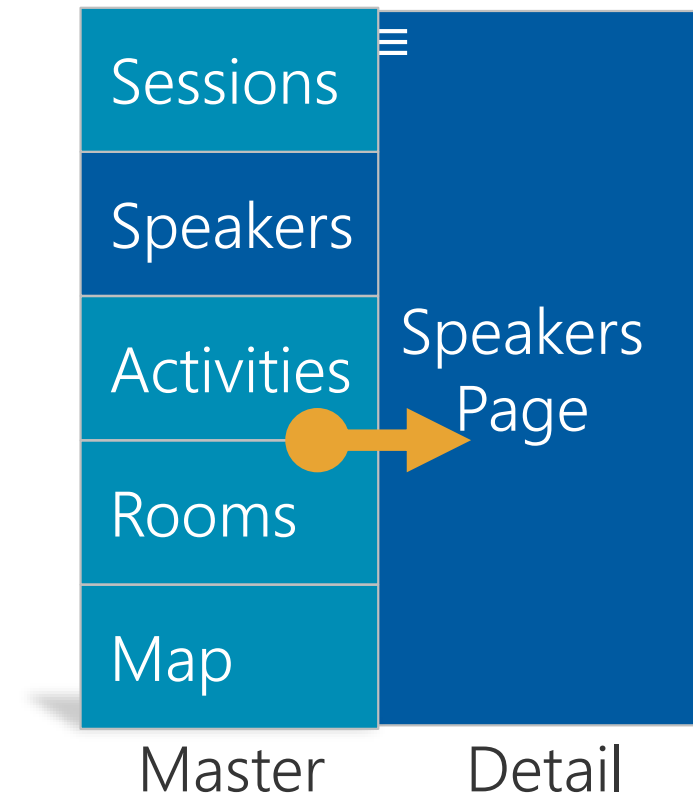 Sessions
Speakers
Activities
Rooms
Map
Speakers
Page
Master
Detail